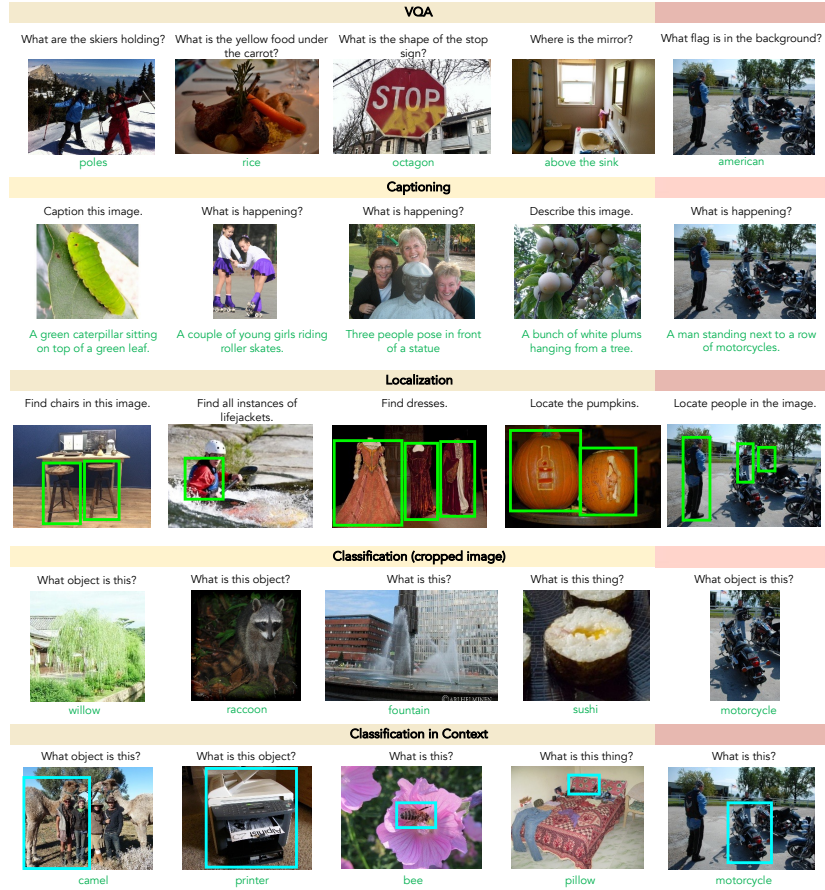 VQA
What are the skiers holding?
What is the yellow food under
the carrot?
What is the shape of the stop
sign?
Where is the mirror?
What flag is in the background?
STOP
ART
poles
rice
octagon
above the sink
american
Captioning
Caption this image.
What is happening?
What is happening?
Describe this image.
What is happening?
A green caterpillar sitting
on top of a green leaf.
A couple of young girls riding
roller skates.
Three people pose in front
of a statue
A bunch of white plums
hanging from a tree.
A man standing next to a row
of motorcycles.
Localization
Find chairs in this image.
Find all instances of
lifejackets.
Find dresses.
Locate the pumpkins.
Locate people in the image.
Classification (cropped image)
What object is this?
What is this object?
What is this?
What is this thing?
What object is this?
willow
raccoon
fountain
sushi
motorcycle
Classification in Context
What object is this?
What is this object?
What is this?
What is this thing?
What is this?
Alpinist
camel
printer
bee
pillow
motorcycle